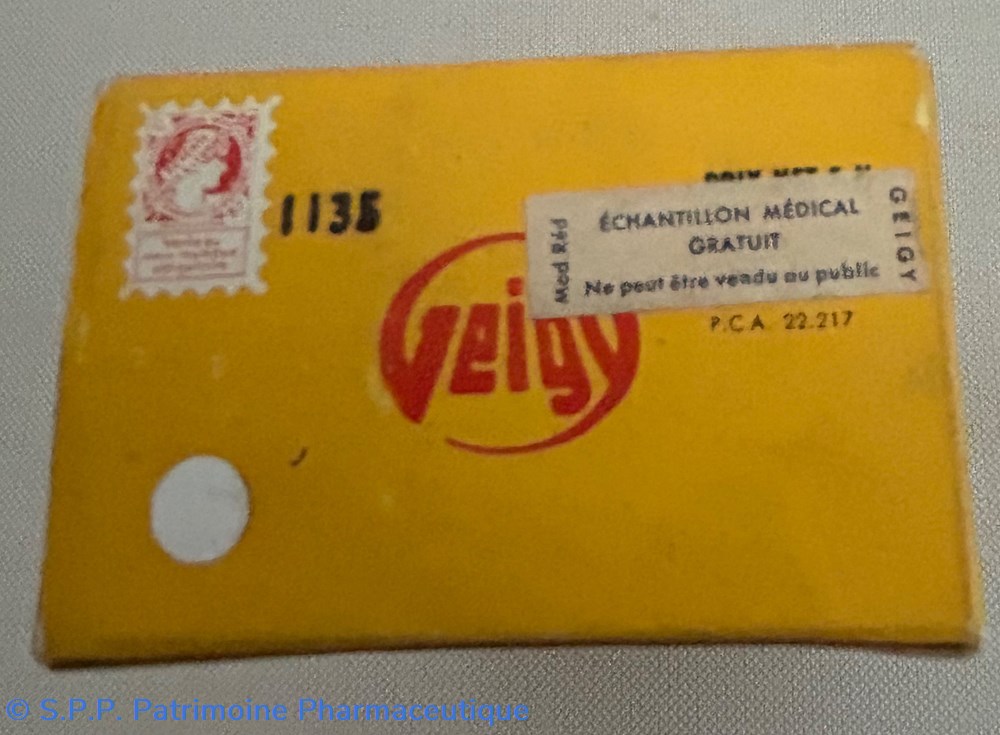 1135
ÉCHANTILLON MÉDICAL
GRATUIT
Ne peut être vendu au public
Mod Réd
GEIGY
P.C.A. 22.217
Geigy
© S.P.P. Patrimoine Pharmaceutique